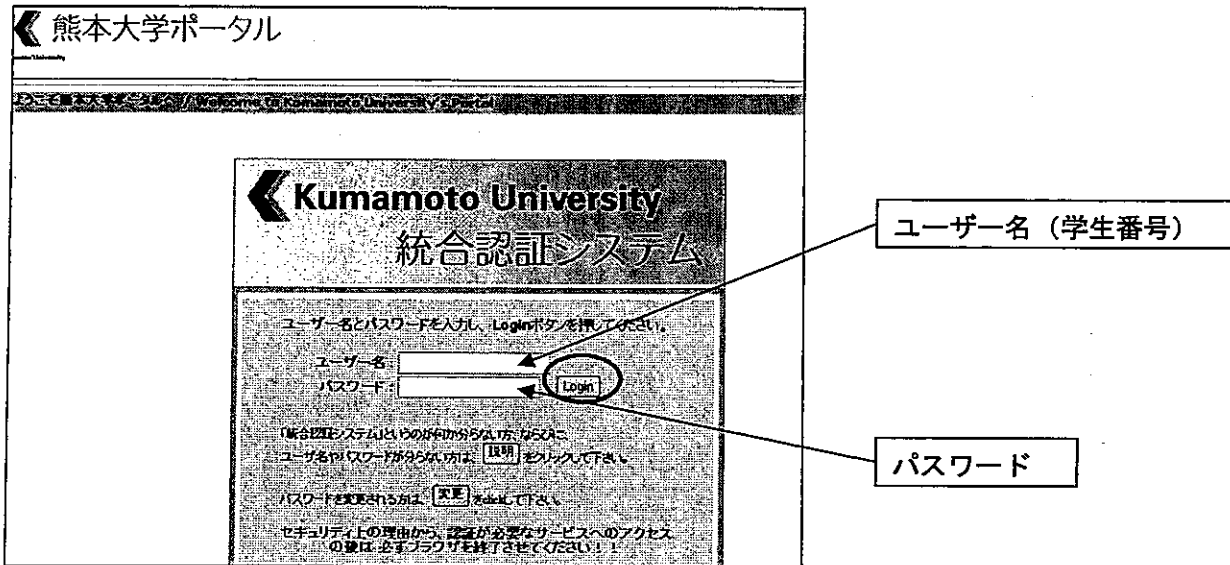 熊本大学ポータル
ようこそ熊本大学ポータルへ / Welcome to Kumamoto University's Portal
Kumamoto University
統合認証システム
ユーザー名とパスワードを入力し、Loginボタンを押してください。
ユーザー名
パスワード
Login
「統合認証システム」というのが何か分らない方、ならびに、
ユーザ名やパスワードが分らない方は、 説明 をクリックして下さい。
パスワードを変更される方は、 変更 をclickして下さい。
セキュリティ上の理由から、認証が必要なサービスへのアクセス
の後は 必ずブラウザを終了させてください！！
ユーザー名（学生番号）
パスワード